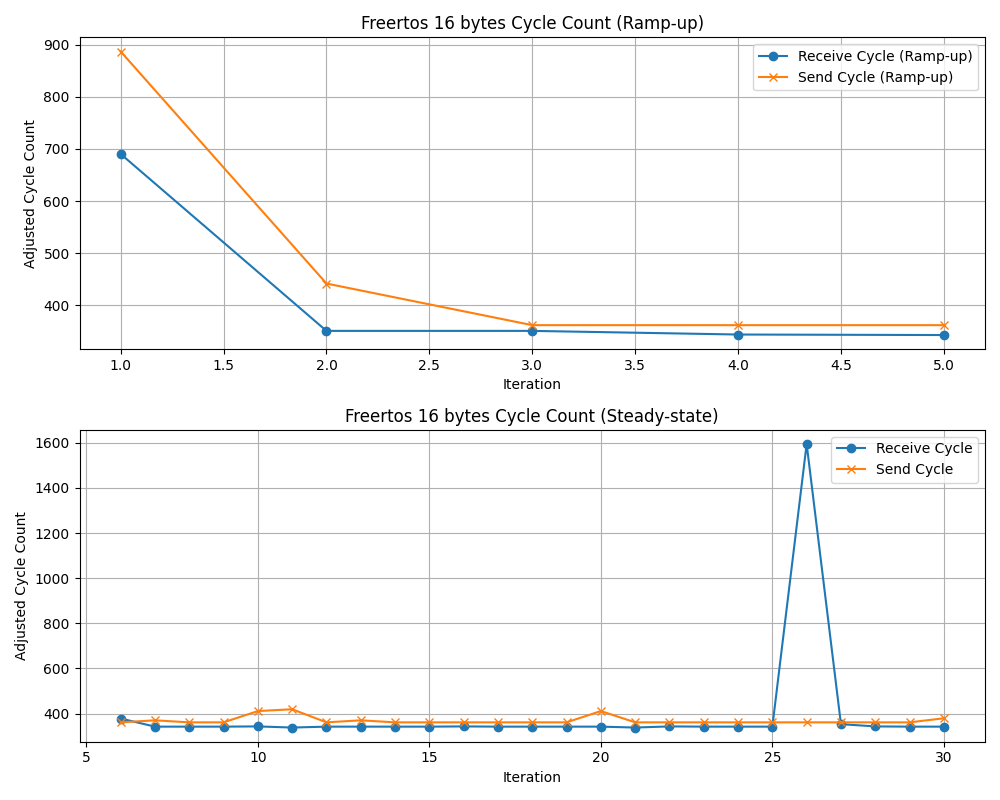 Freertos 16 bytes Cycle Count (Ramp-up)
Adjusted Cycle Count
900
800
700
600
500
400
Receive Cycle (Ramp-up)
Send Cycle (Ramp-up)
1.0 1.5 2.0 2.5 3.0 3.5 4.0 4.5 5.0
Iteration
Freertos 16 bytes Cycle Count (Steady-state)
Adjusted Cycle Count
1600
1400
1200
1000
800
600
400
Receive Cycle
Send Cycle
5 10 15 20 25 30
Iteration